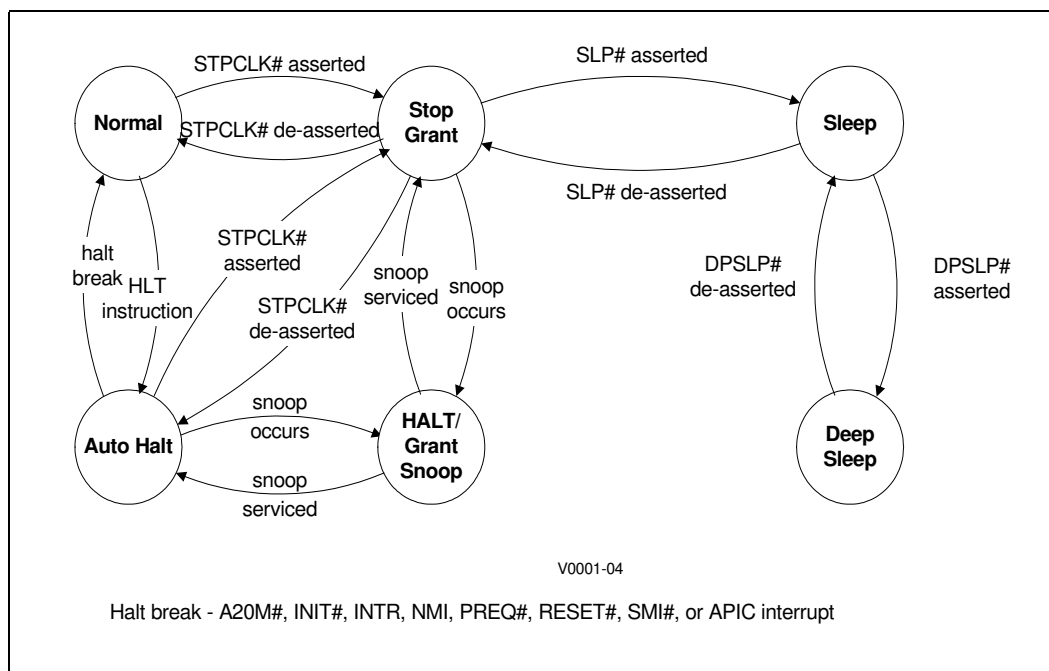 STPCLK# asserted
SLP# asserted
Normal
Stop
Grant
Sleep
STPCLK# de-asserted
SLP# de-asserted
halt
break
HLT
instruction
STPCLK#
asserted
STPCLK#
de-asserted
snoop
serviced
snoop
occurs
DPSLP#
de-asserted
DPSLP#
asserted
Auto Halt
snoop
occurs
HALT/
Grant
Snoop
Deep
Sleep
snoop
serviced
V0001-04
Halt break - A20M#, INIT#, INTR, NMI, PREQ#, RESET#, SMI#, or APIC interrupt